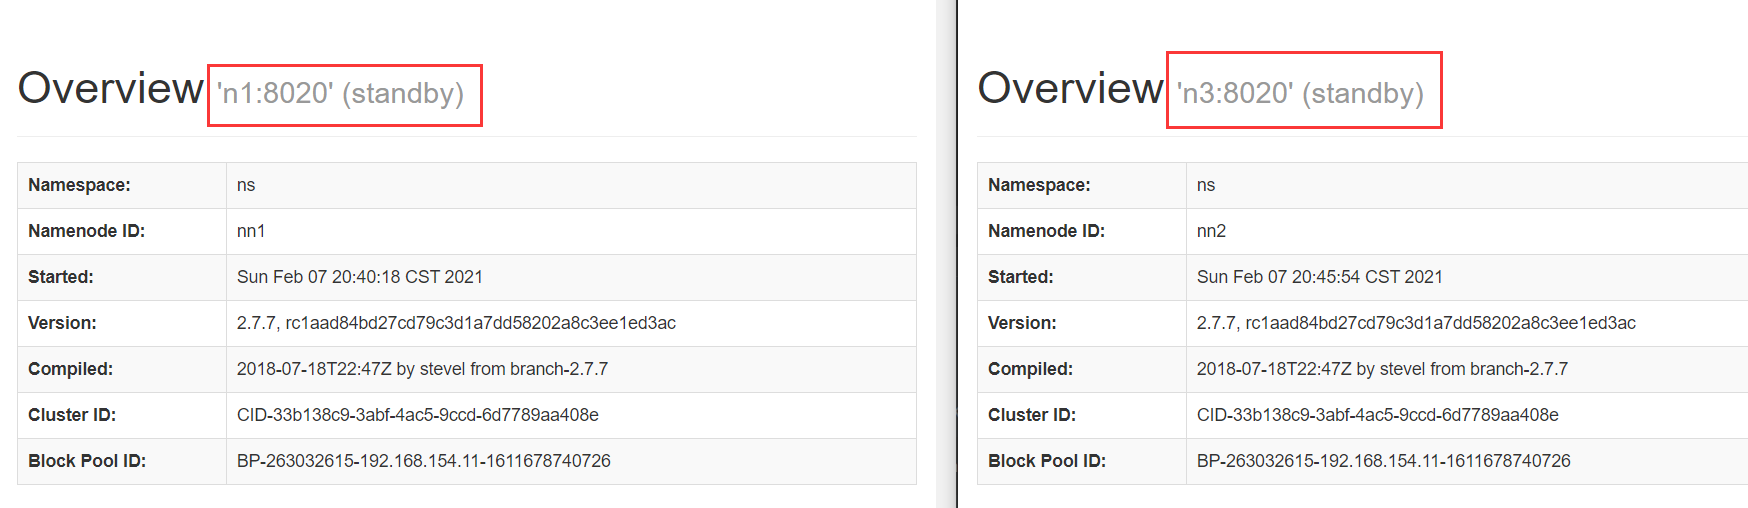 Overview 'n1:8020' (standby)
Namespace: ns
Namenode ID: nn1
Started: Sun Feb 07 20:40:18 CST 2021
Version: 2.7.7, rc1aad84bd27cd79c3d1a7dd58202a8c3ee1ed3ac
Compiled: 2018-07-18T22:47Z by stevel from branch-2.7.7
Cluster ID: CID-33b138c9-3abf-4ac5-9ccd-6d7789aa408e
Block Pool ID: BP-263032615-192.168.154.11-1611678740726
Overview 'n3:8020' (standby)
Namespace: ns
Namenode ID: nn2
Started: Sun Feb 07 20:45:54 CST 2021
Version: 2.7.7, rc1aad84bd27cd79c3d1a7dd58202a8c3ee1ed3ac
Compiled: 2018-07-18T22:47Z by stevel from branch-2.7.7
Cluster ID: CID-33b138c9-3abf-4ac5-9ccd-6d7789aa408e
Block Pool ID: BP-263032615-192.168.154.11-1611678740726